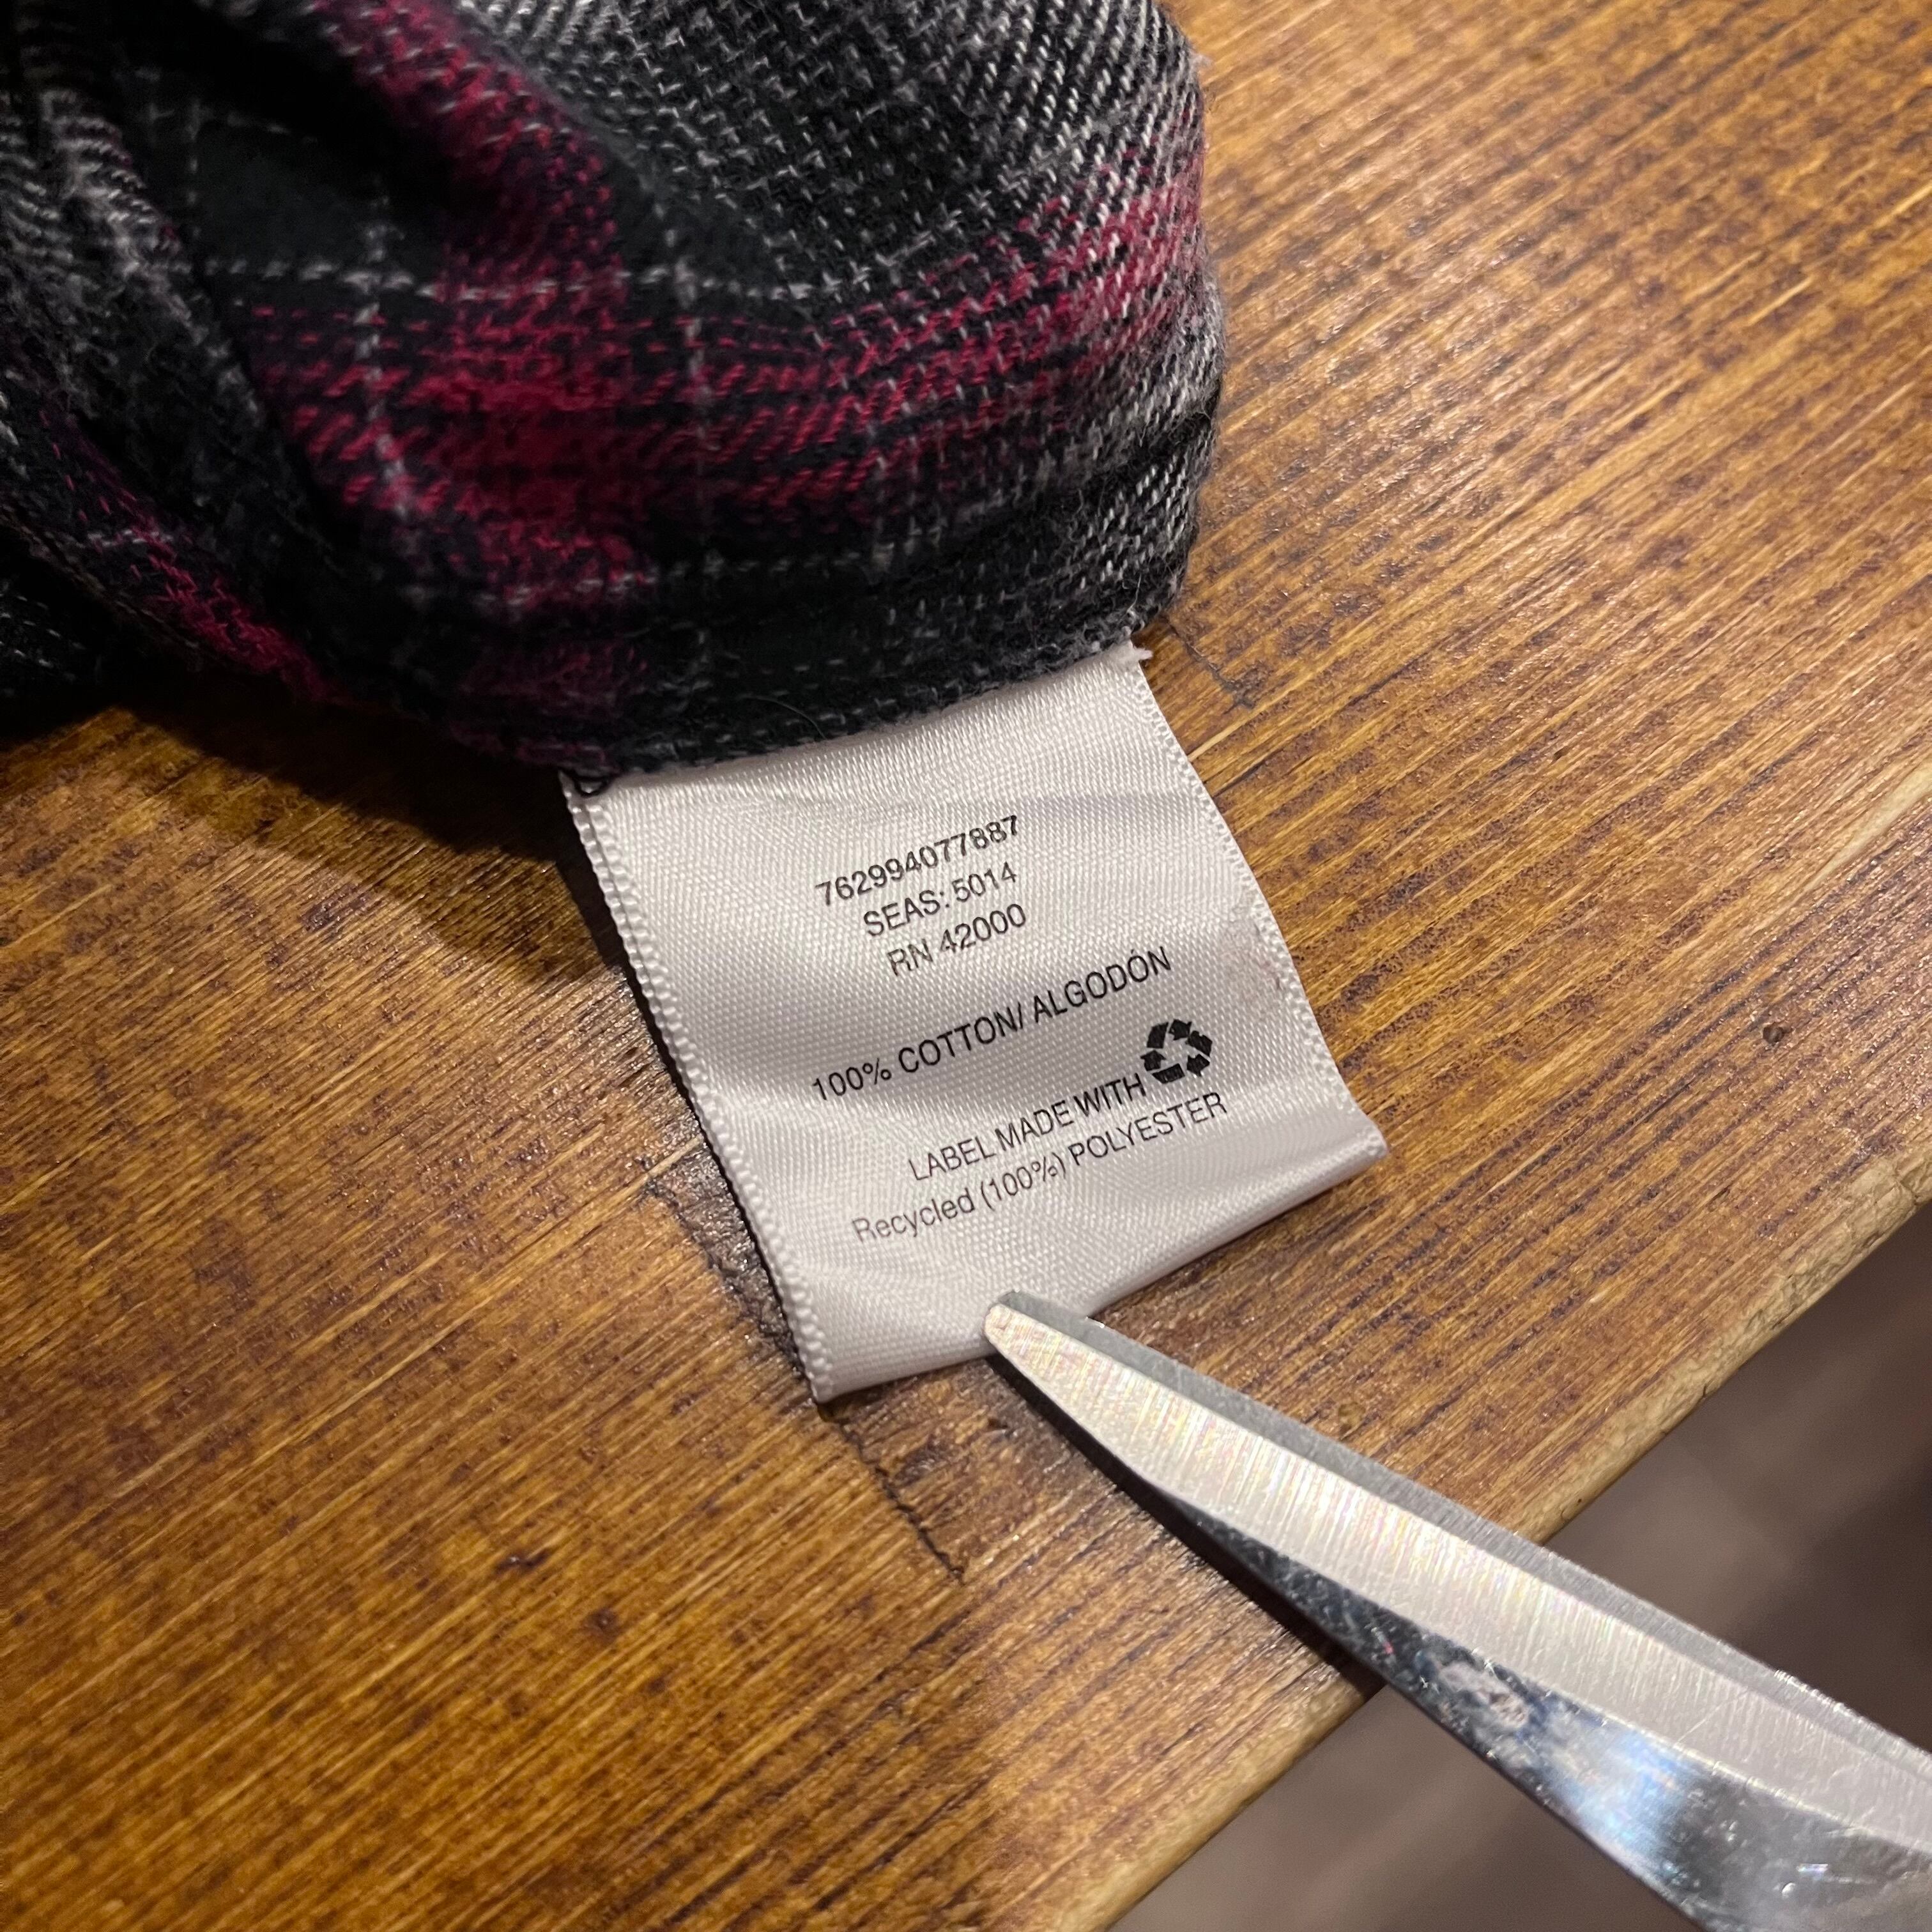 762994077887
SEAS: 5014
RN 42000
100% COTTON/ ALGODÓN
LABEL MADE WITH
Recycled (100%) POLYESTER